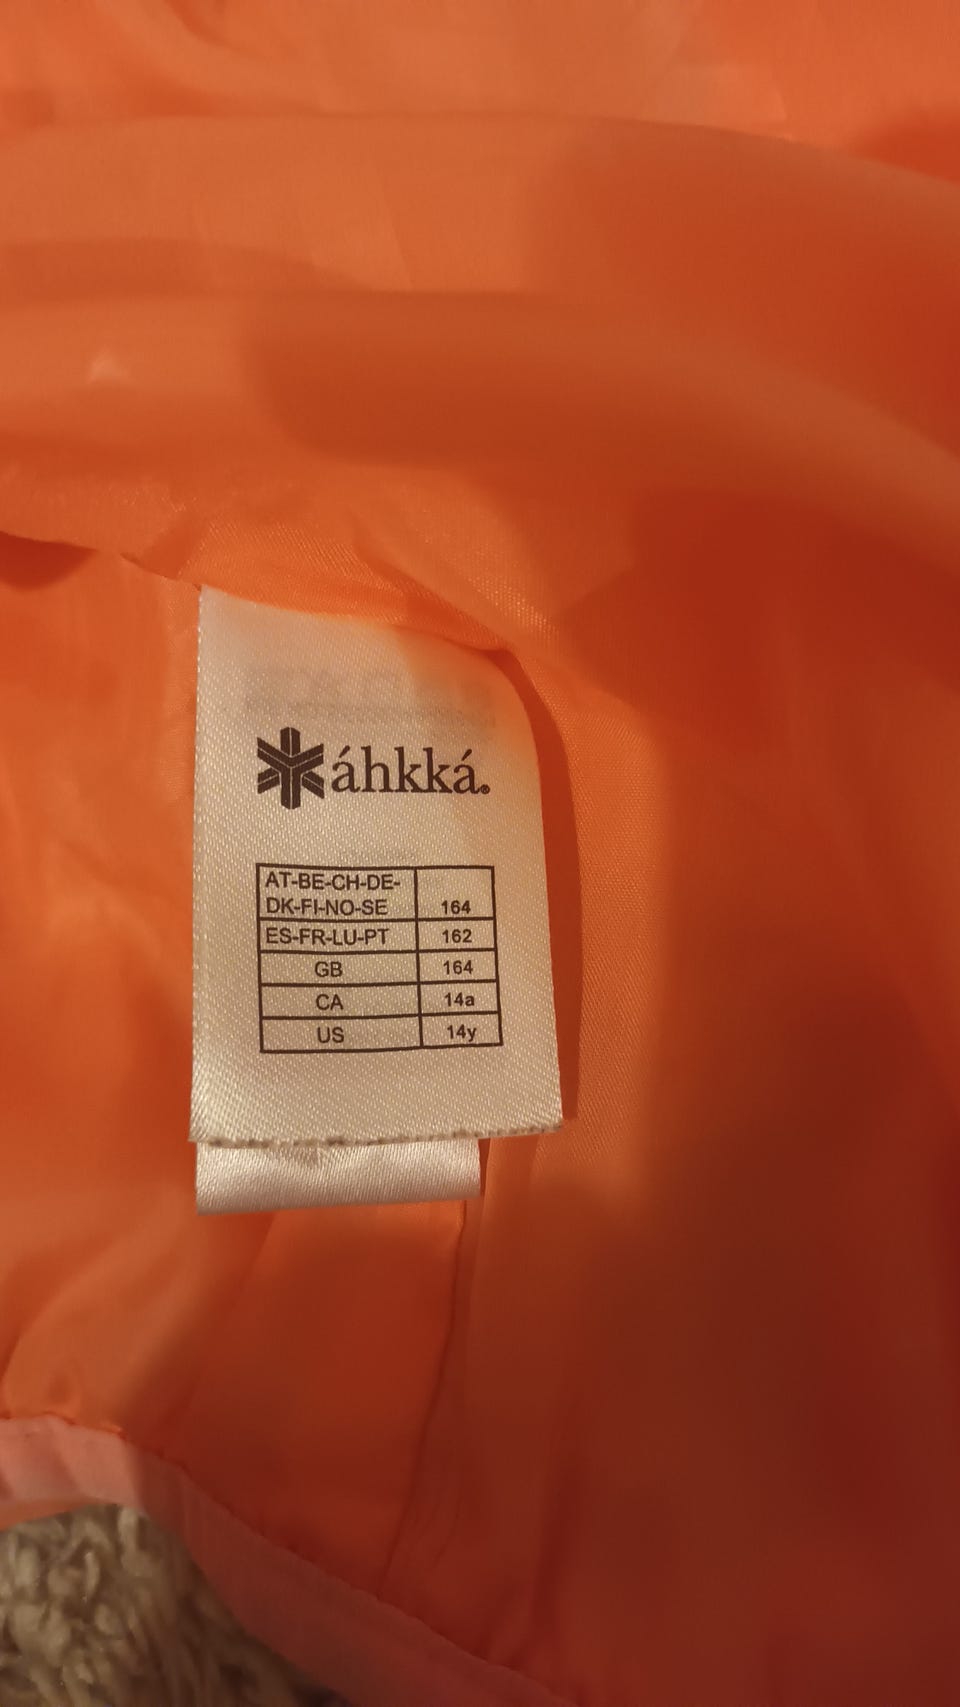 áhkká®
AT-BE-CH-DE-
DK-FI-NO-SE 164
ES-FR-LU-PT 162
GB 164
CA 14a
US 14y